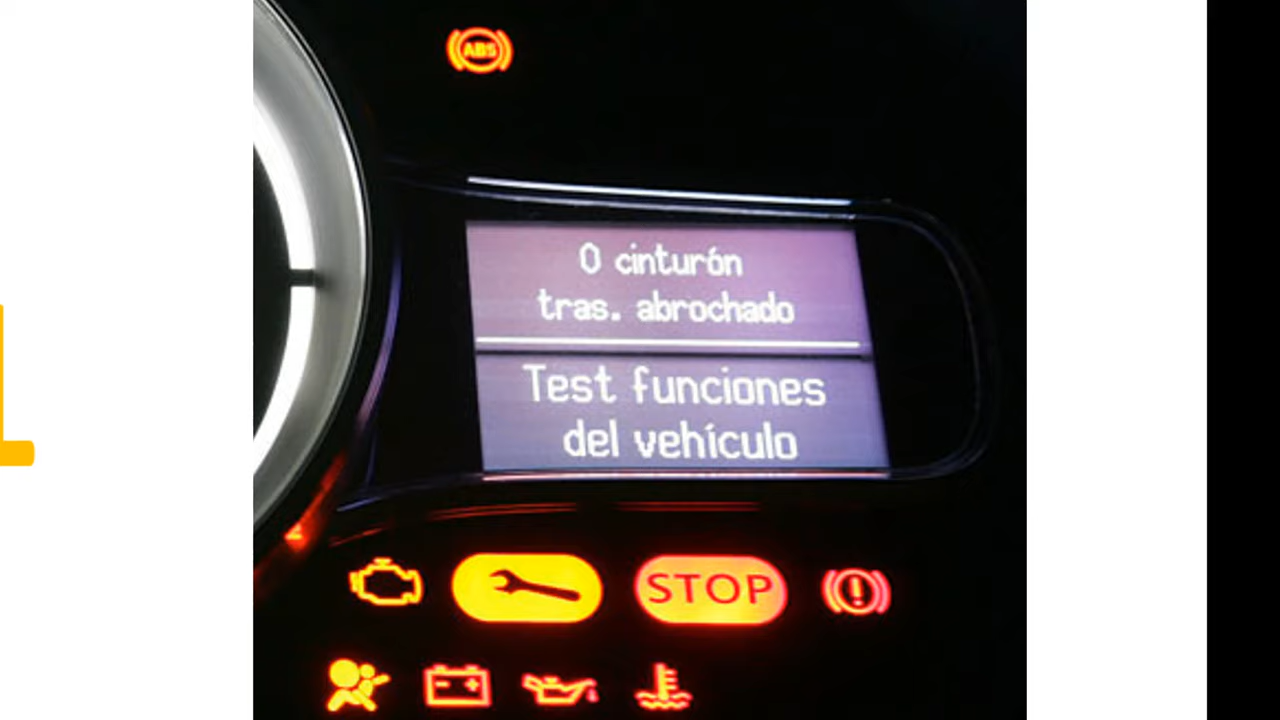 ABS
0 cinturón
tras. abrochado
Test funciones
del vehículo
STOP